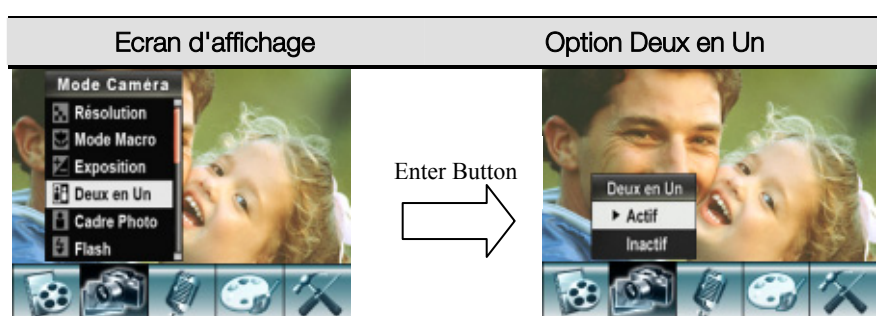 Ecran d'affichage
Option Deux en Un
Mode Caméra
Résolution
Mode Macro
Exposition
Deux en Un
Cadre Photo
Flash
Enter Button
Deux en Un
Actif
Inactif